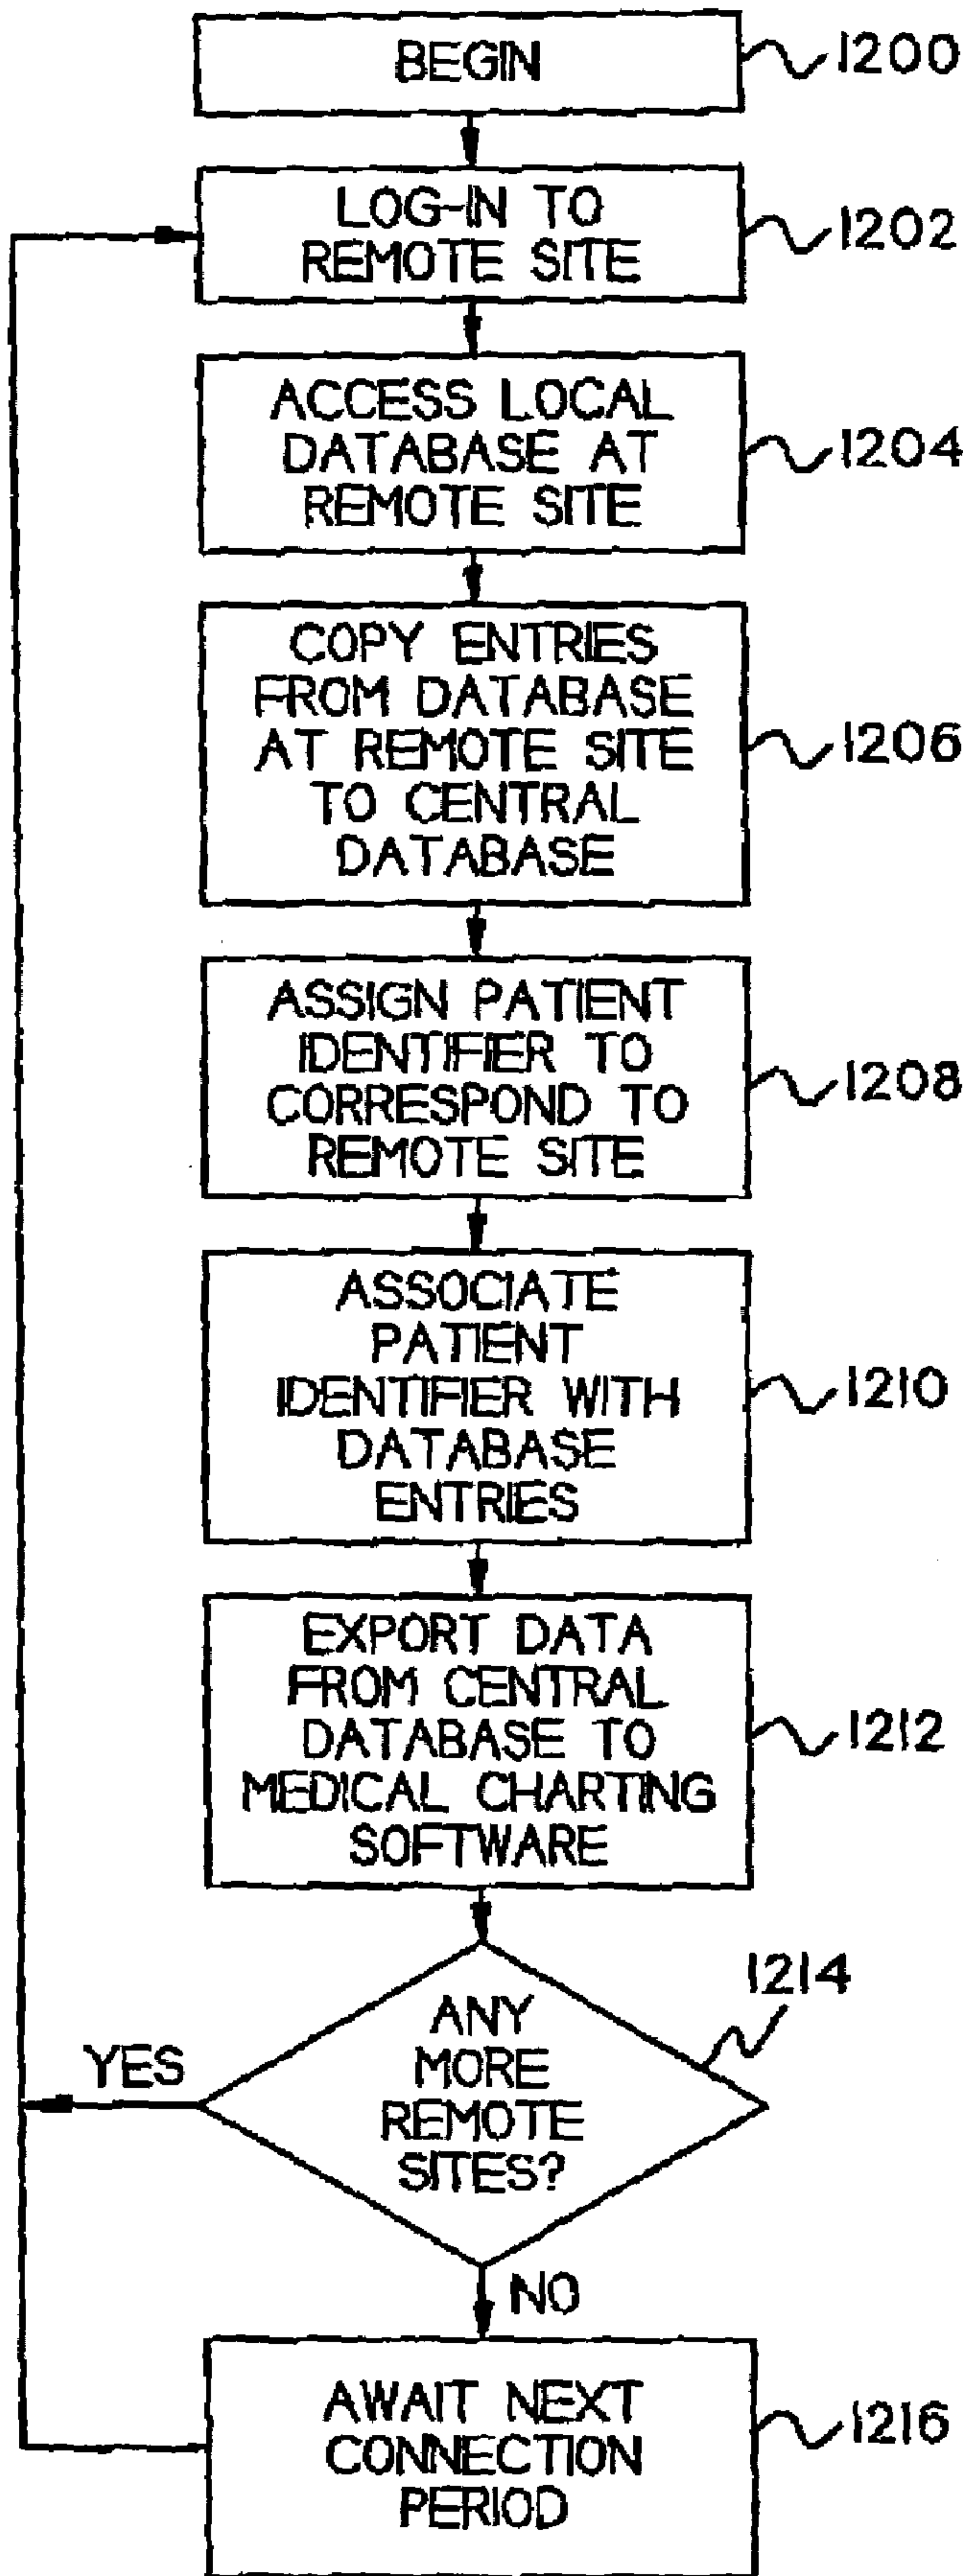 BEGIN
1200
LOG-IN TO
REMOTE SITE
1202
ACCESS LOCAL
DATABASE AT
REMOTE SITE
1204
COPY ENTRIES
FROM DATABASE
AT REMOTE SITE
TO CENTRAL
DATABASE
1206
ASSIGN PATIENT
IDENTIFIER TO
CORRESPOND TO
REMOTE SITE
1208
ASSOCIATE
PATIENT
IDENTIFIER WITH
DATABASE
ENTRIES
1210
EXPORT DATA
FROM CENTRAL
DATABASE TO
MEDICAL CHARTING
SOFTWARE
1212
1214
ANY
MORE
REMOTE
SITES?
YES
NO
AWAIT NEXT
CONNECTION
PERIOD
1216